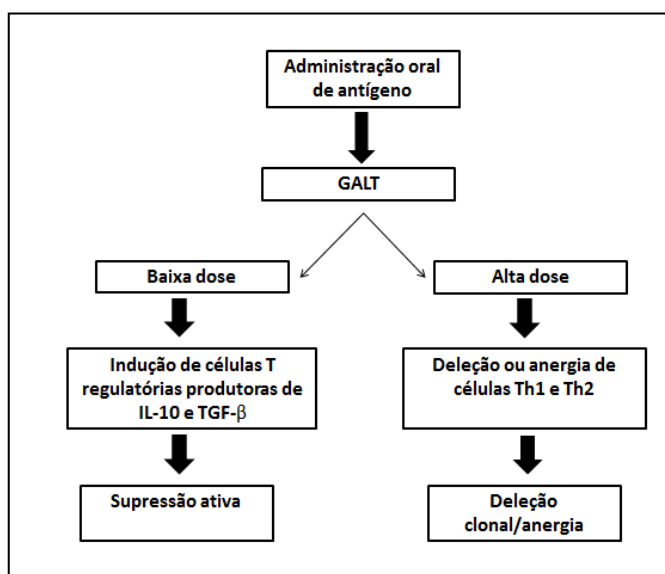 Administração oral
de antígeno
GALT
Baixa dose
Alta dose
Indução de células T
regulatórias produtoras de
IL-10 e TGF-β
Deleção ou anergia de
células Th1 e Th2
Supressão ativa
Deleção
clonal/anergia